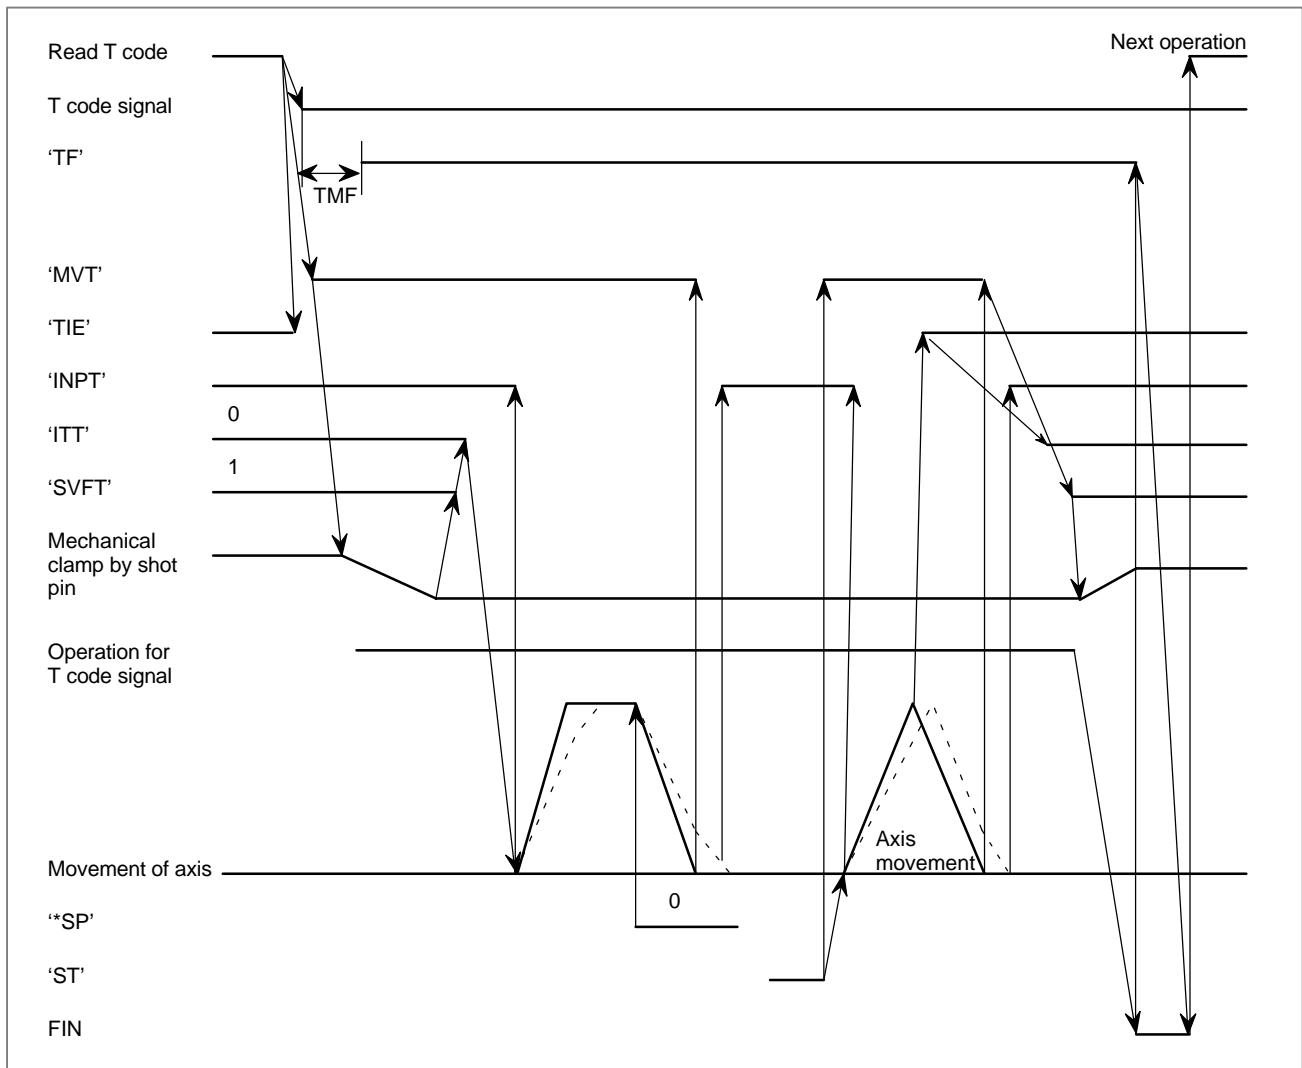 Read T code
Next operation
T code signal
‘TF’
TMF
‘MVT’
‘TIE’
‘INPT’
0
‘ITT’
1
‘SVFT’
Mechanical
clamp by shot
pin
Operation for
T code signal
Axis
movement
Movement of axis
0
‘*SP’
‘ST’
FIN